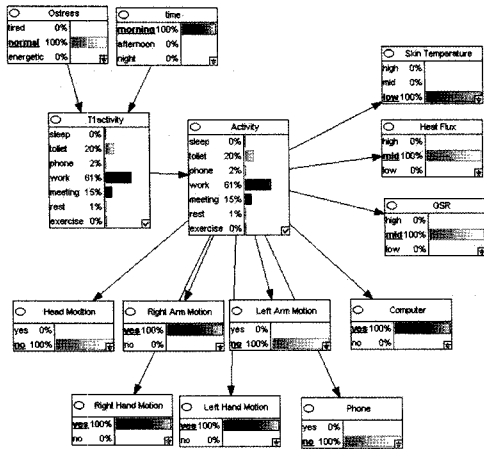 Ostress
tired 0%
normal 100%
energetic 0%
time
morning 100%
afternoon 0%
night 0%
Skin Temperature
high 0%
mid 0%
low 100%
T1activity
sleep 0%
toliet 20%
phone 2%
work 61%
meeting 15%
rest 1%
exercise 0%
Activity
sleep 0%
toilet 20%
phone 2%
work 61%
meeting 15%
rest 1%
exercise 0%
Heat Flux
high 0%
mid 100%
low 0%
GSR
high 0%
mid 100%
low 0%
Head Modtion
yes 0%
no 100%
Right Arm Motion
yes 100%
no 0%
Left Arm Motion
yes 0%
no 100%
Computer
yes 100%
no 0%
Right Hand Motion
yes 100%
no 0%
Left Hand Motion
yes 100%
no 0%
Phone
yes 0%
no 100%